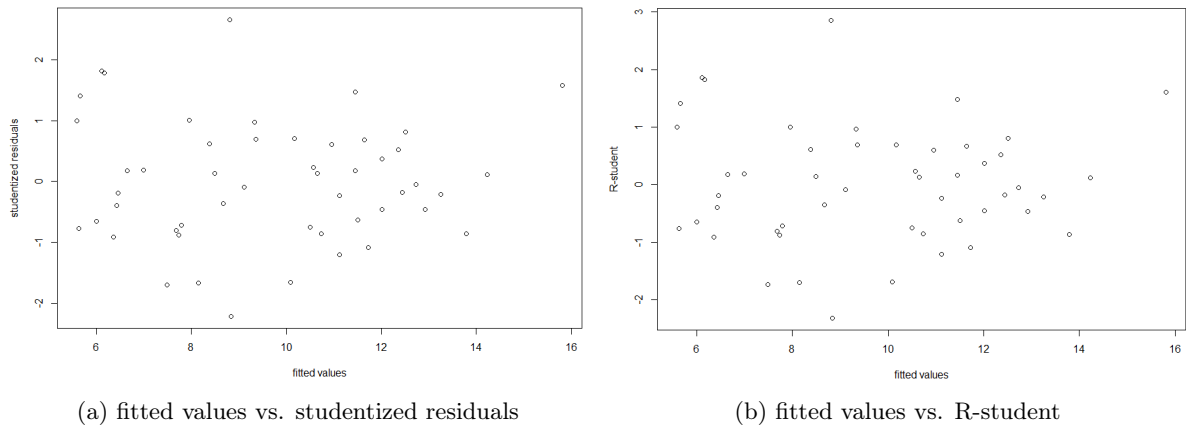 studentized residuals
2
1
0
-1
-2
6 8 10 12 14 16
fitted values
(a) fitted values vs. studentized residuals
R-student
3
2
1
0
-1
-2
6 8 10 12 14 16
fitted values
(b) fitted values vs. R-student